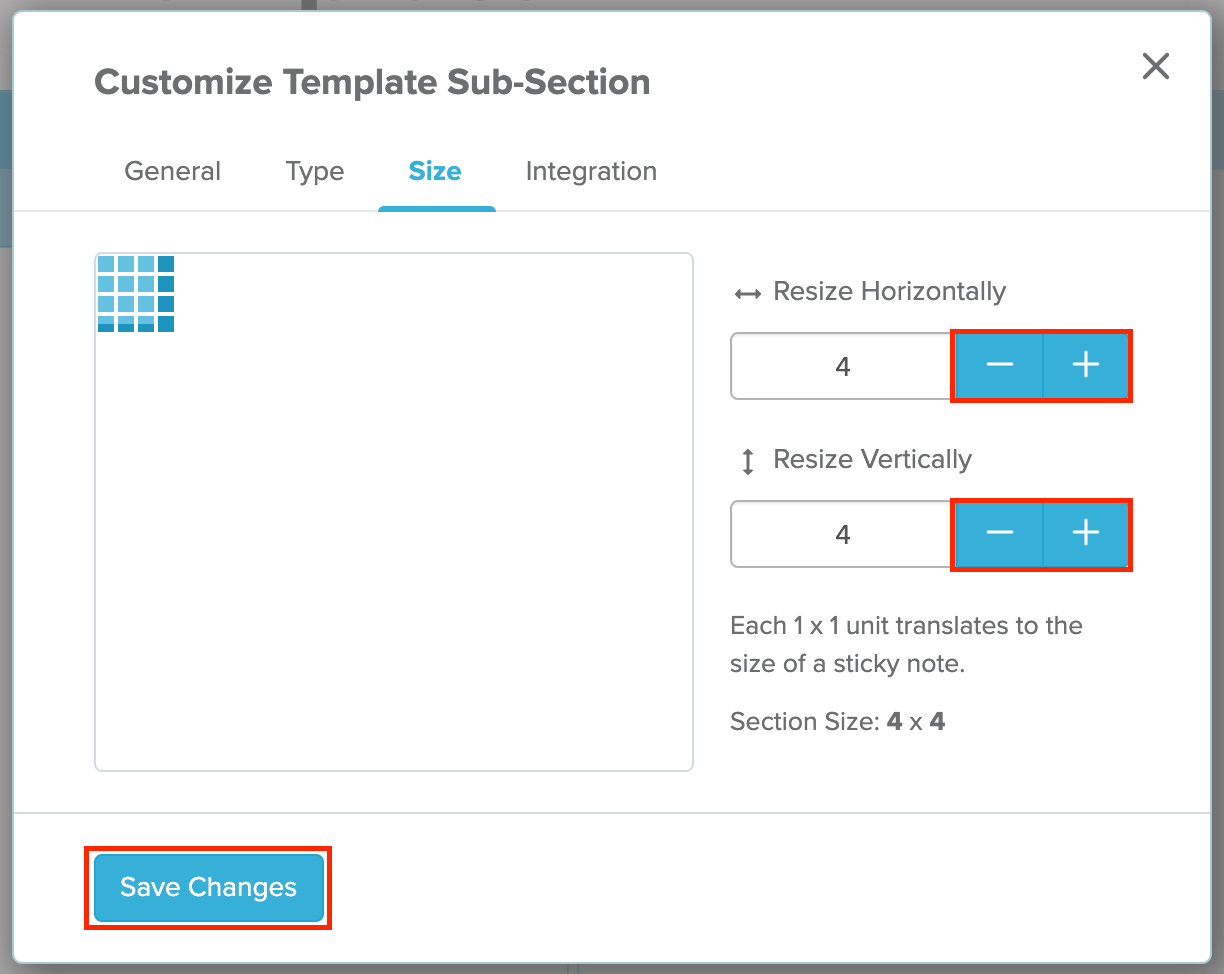 Customize Template Sub-Section
General Type Size Integration
Resize Horizontally
4
Resize Vertically
4
Each 1 x 1 unit translates to the
size of a sticky note.
Section Size: 4 x 4
Save Changes